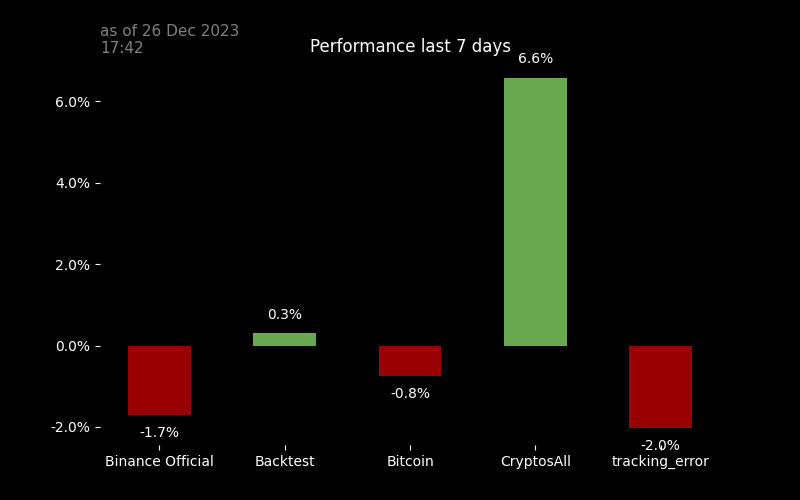 as of 26 Dec 2023
17:42
Performance last 7 days
6.6%
6.0%
4.0%
2.0%
0.3%
0.0%
-0.8%
-2.0%
-1.7%
-2.0%
Binance Official
Backtest
Bitcoin
CryptosAll
tracking_error